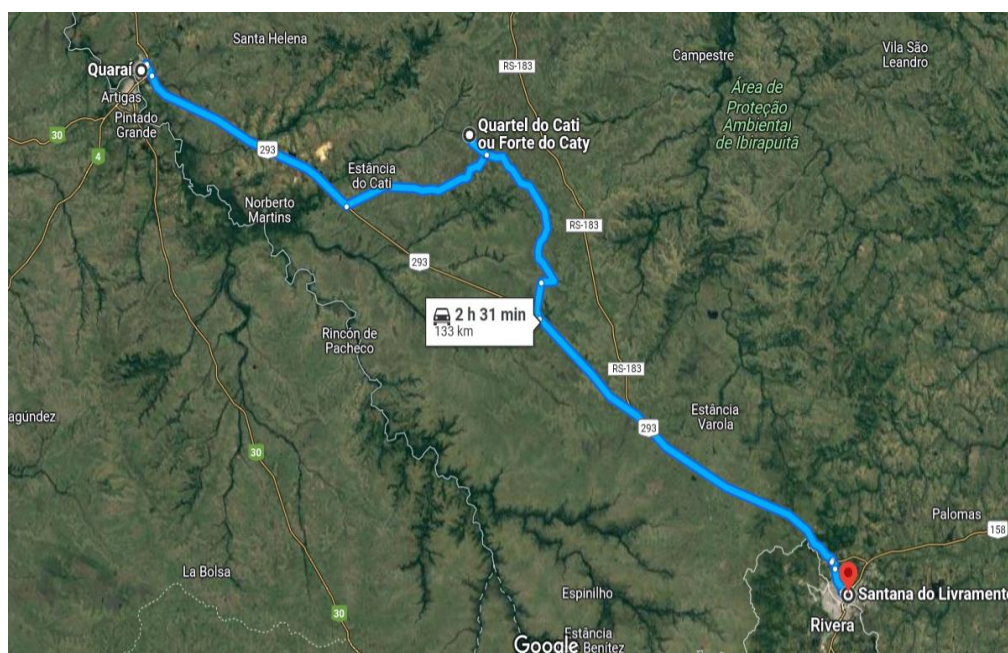 Santa Helena
Campestre
Vila São
Leandro
RS-183
Quaraí
Artigas
Pintado
Grande
30
4
Área de
Proteção
Ambiental
de Ibirapuitã
Quartel do Cati
ou Forte do Caty
293
Estância
do Cati
Norberto
Martins
RS-183
293
2 h 31 min
133 km
Rincón de
Pacheco
RS-183
agúndez
Estância
Varola
293
30
Palomas
158
La Bolsa
Espinilho
Santana do Livramento
30
Rivera
Google
Estância
Benítez